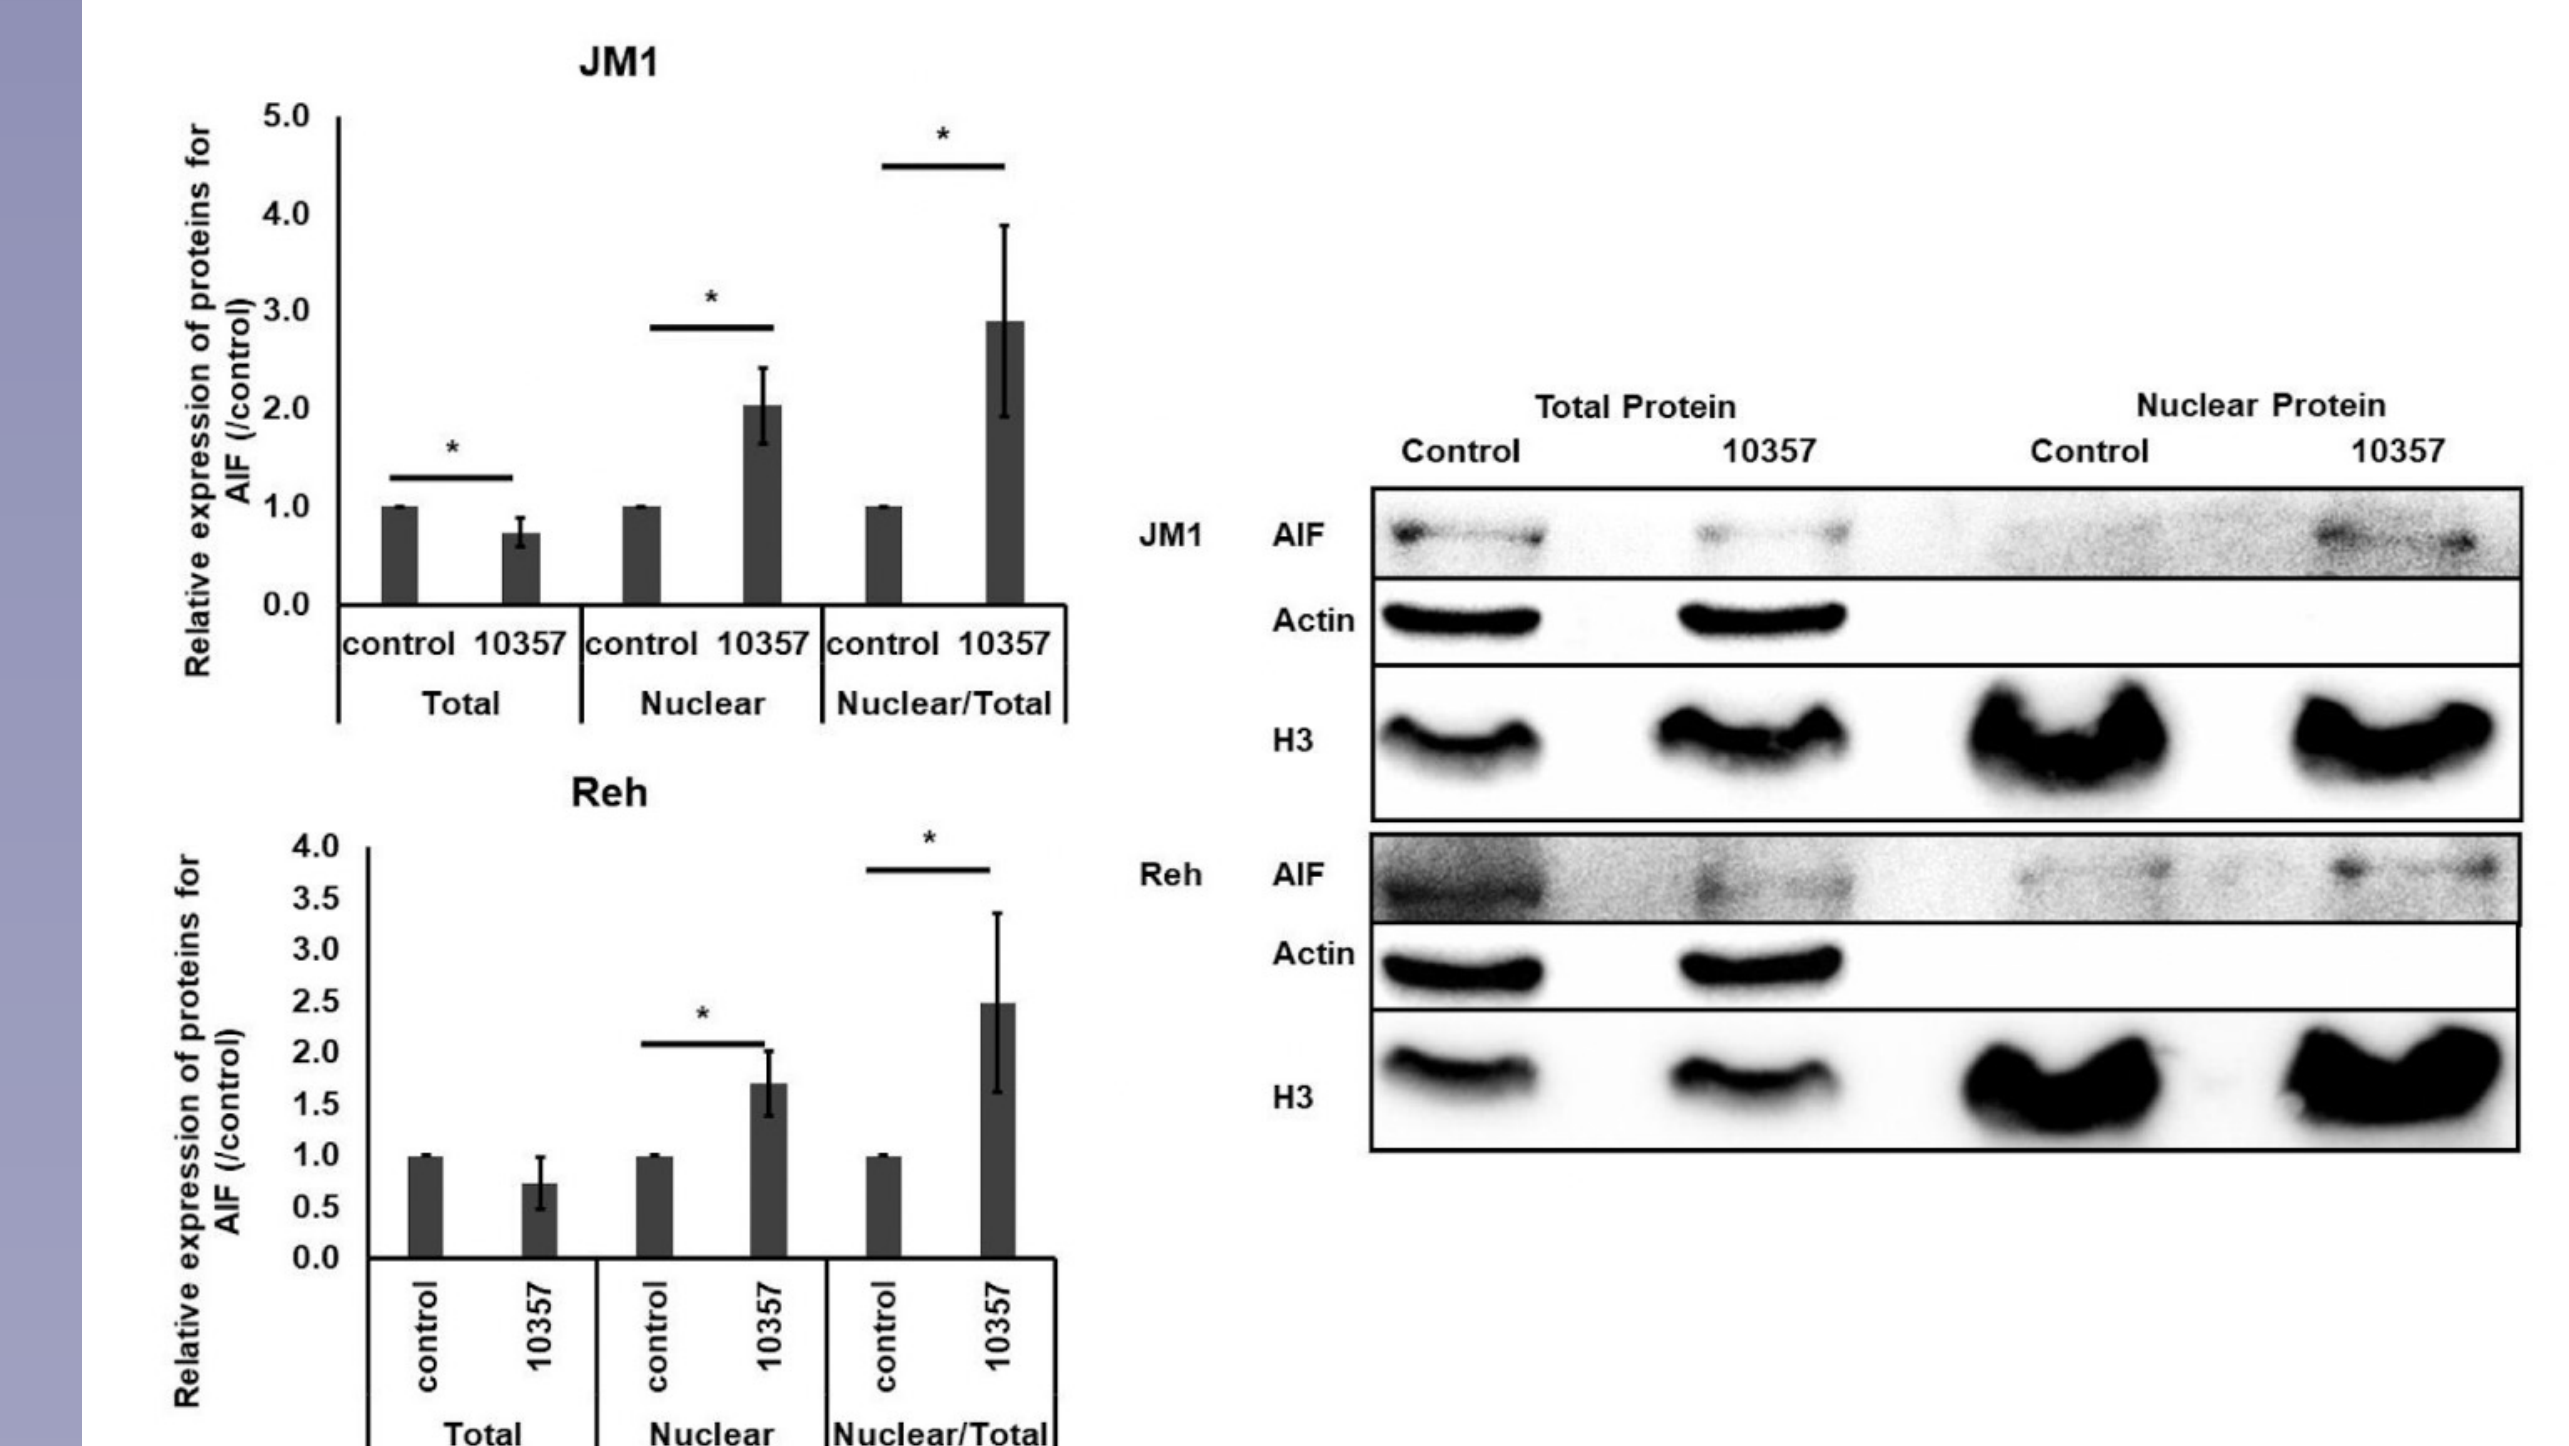 JM1
Relative expression of proteins for
AIF (/control)
5.0
4.0
3.0
2.0
1.0
0.0
*
*
*
control 10357 control 10357 control 10357
Total Nuclear Nuclear/Total
Reh
Relative expression of proteins for
AIF (/control)
4.0
3.5
3.0
2.5
2.0
1.5
1.0
0.5
0.0
*
*
control 10357 control 10357 control 10357
Total Nuclear Nuclear/Total
Total Protein Nuclear Protein
Control 10357 Control 10357
JM1 AIF
Actin
H3
Reh AIF
Actin
H3